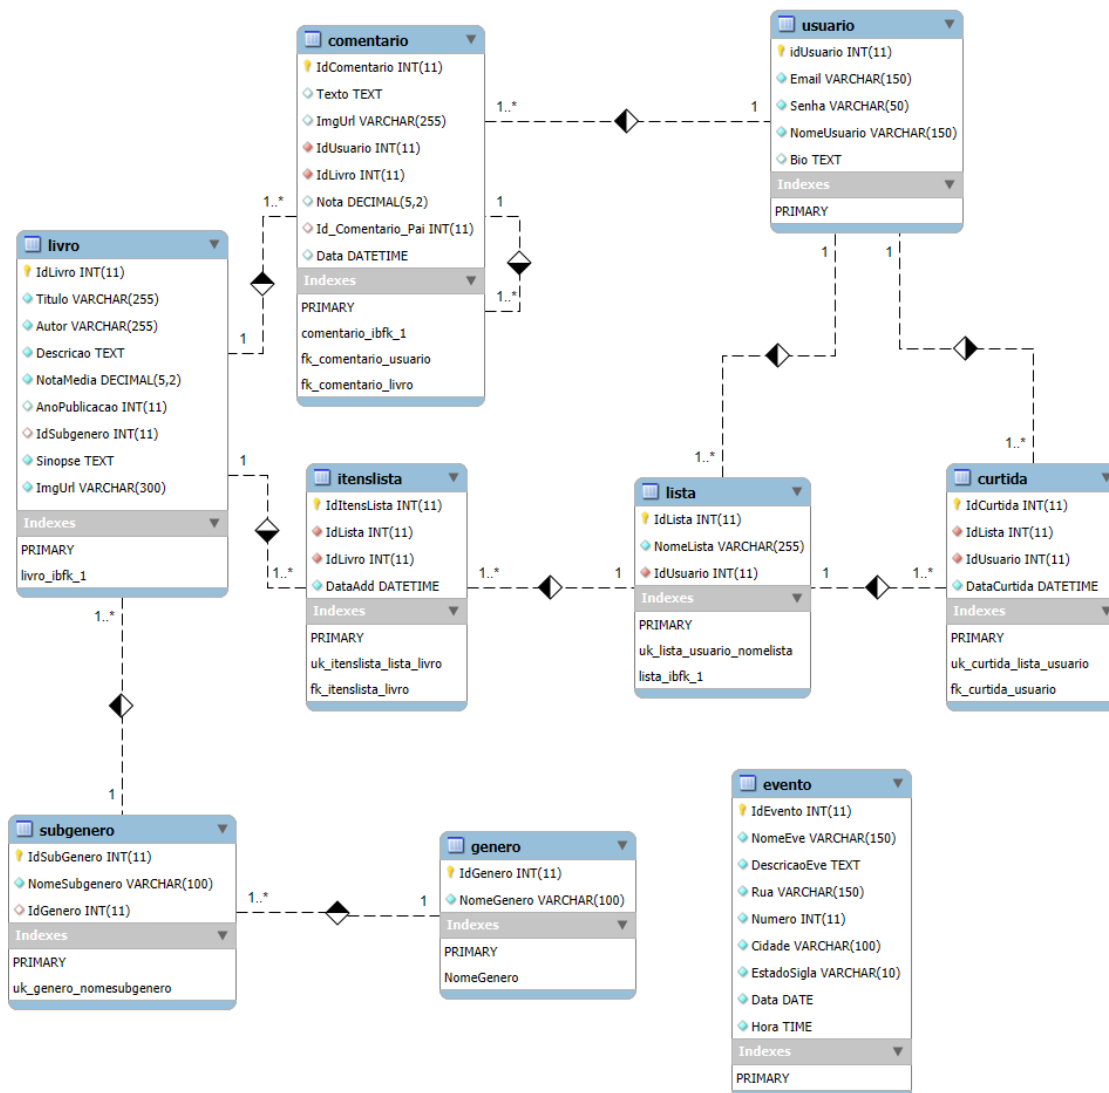 comentario
IdComentario INT(11)
Texto TEXT
ImgUrl VARCHAR(255)
IdUsuario INT(11)
IdLivro INT(11)
Nota DECIMAL(5,2)
Id_Comentario_Pai INT(11)
Data DATETIME
Indexes
PRIMARY
comentario_ibfk_1
fk_comentario_usuario
fk_comentario_livro
1..*
1
1
1..*
usuario
idUsuario INT(11)
Email VARCHAR(150)
Senha VARCHAR(50)
NomeUsuario VARCHAR(150)
Bio TEXT
Indexes
PRIMARY
1
1
1..*
1
livro
IdLivro INT(11)
Titulo VARCHAR(255)
Autor VARCHAR(255)
Descricao TEXT
NotaMedia DECIMAL(5,2)
AnoPublicacao INT(11)
IdSubgenero INT(11)
Sinopse TEXT
ImgUrl VARCHAR(300)
Indexes
PRIMARY
livro_ibfk_1
1
1..*
1..*
itenslista
IdItensLista INT(11)
IdLista INT(11)
IdLivro INT(11)
DataAdd DATETIME
Indexes
PRIMARY
uk_itenslista_lista_livro
fk_itenslista_livro
1..*
1
1..*
lista
IdLista INT(11)
NomeLista VARCHAR(255)
IdUsuario INT(11)
Indexes
PRIMARY
uk_lista_usuario_nomelista
lista_ibfk_1
1
1..*
1..*
curtida
IdCurtida INT(11)
IdLista INT(11)
IdUsuario INT(11)
DataCurtida DATETIME
Indexes
PRIMARY
uk_curtida_lista_usuario
fk_curtida_usuario
1
subgenero
IdSubGenero INT(11)
NomeSubgenero VARCHAR(100)
IdGenero INT(11)
Indexes
PRIMARY
uk_genero_nomesubgenero
1..*
1
genero
IdGenero INT(11)
NomeGenero VARCHAR(100)
Indexes
PRIMARY
NomeGenero
evento
IdEvento INT(11)
NomeEve VARCHAR(150)
DescricaoEve TEXT
Rua VARCHAR(150)
Numero INT(11)
Cidade VARCHAR(100)
EstadoSigla VARCHAR(10)
Data DATE
Hora TIME
Indexes
PRIMARY